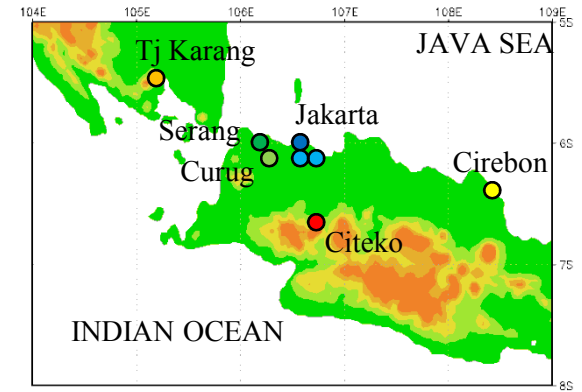 104E 105E 106E 107E 108E 109E
5S
JAVA SEA
Tj Karang
Jakarta
Serang
6S
Curug
Cirebon
Citeko
7S
INDIAN OCEAN
8S